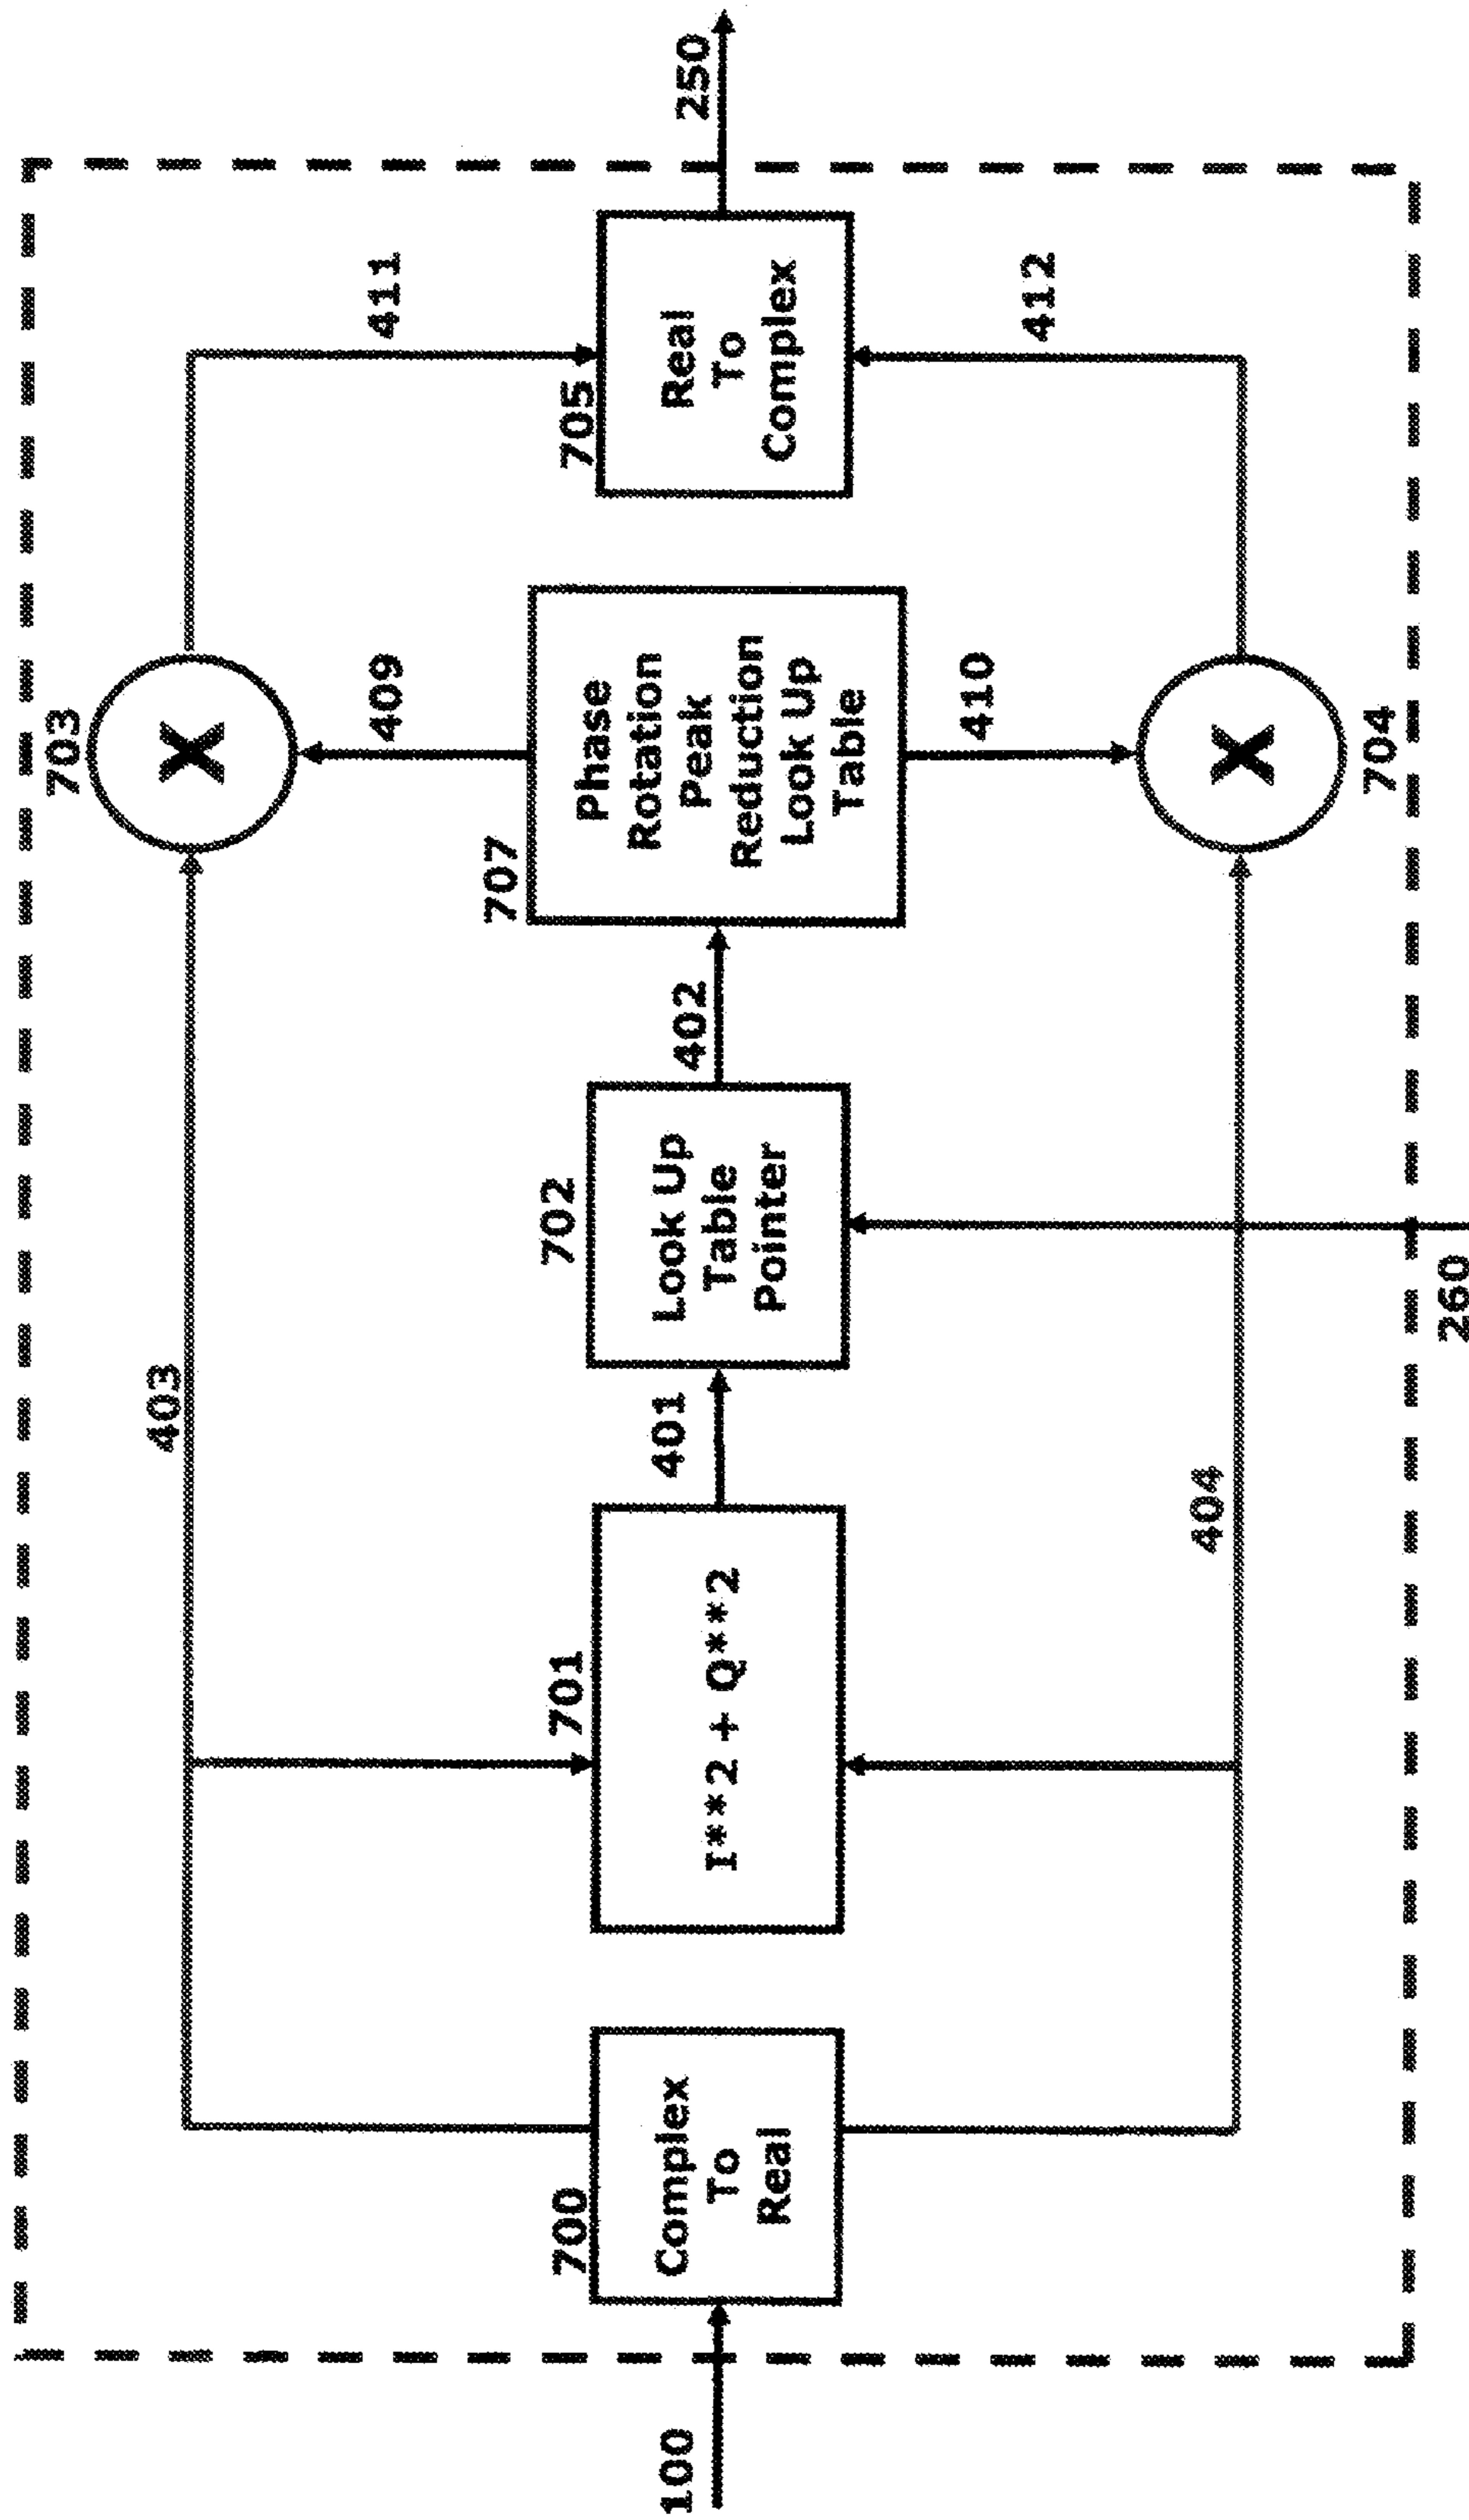 100
700
Complex
To
Real
403
404
701
I**2 + Q**2
401
702
Look Up
Table
Pointer
260
402
707
Phase
Rotation
Peak
Reduction
Look Up
Table
409
410
703
X
704
X
411
412
705
Real
To
Complex
250